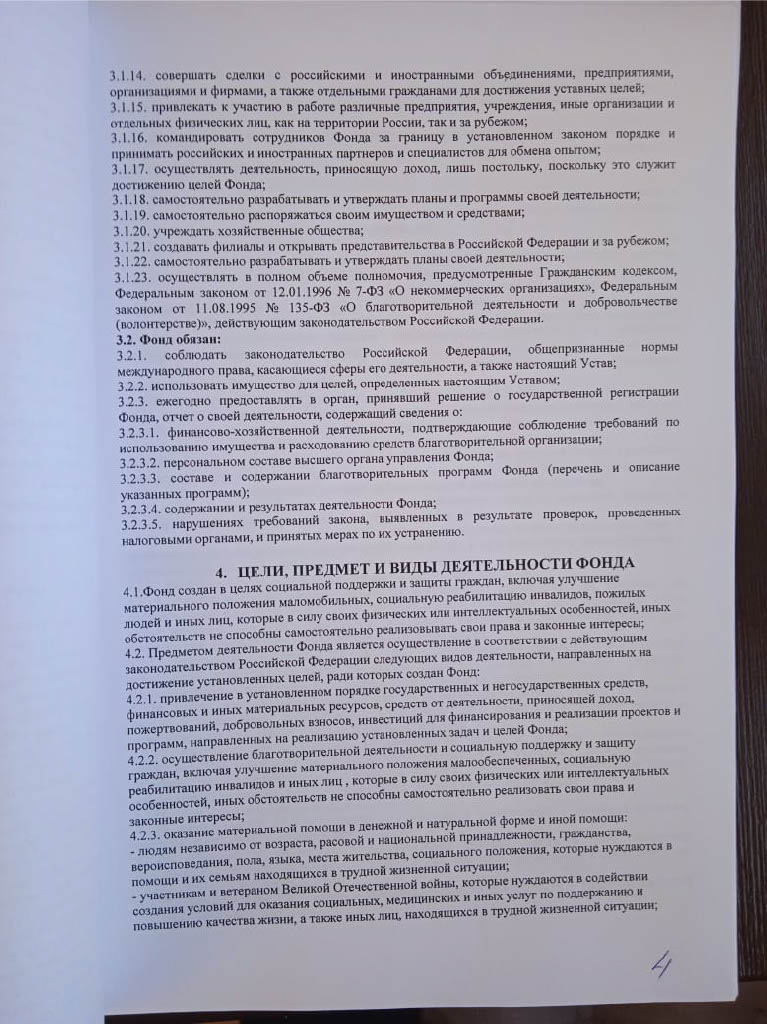 3.1.14. совершать сделки с российскими и иностранными объединениями, предприятиями,
организациями и фирмами, а также отдельными гражданами для достижения уставных целей;
3.1.15. привлекать к участию в работе различные предприятия, учреждения, иные организации и
отдельных физических лиц, как на территории России, так и за рубежом;
3.1.16. командировать сотрудников Фонда за границу в установленном законом порядке и
принимать российских и иностранных партнеров и специалистов для обмена опытом;
3.1.17. осуществлять деятельность, приносящую доход, лишь постольку, поскольку это служит
достижению целей Фонда;
3.1.18. самостоятельно разрабатывать и утверждать планы и программы своей деятельности;
3.1.19. самостоятельно распоряжаться своим имуществом и средствами;
3.1.20. учреждать хозяйственные общества;
3.1.21. создавать филиалы и открывать представительства в Российской Федерации и за рубежом;
3.1.22. самостоятельно разрабатывать и утверждать планы своей деятельности;
3.1.23. осуществлять в полном объеме полномочия, предусмотренные Гражданским кодексом,
Федеральным законом от 12.01.1996 № 7-ФЗ «О некоммерческих организациях», Федеральным
законом от 11.08.1995 № 135-ФЗ «О благотворительной деятельности и добровольчестве
(волонтерстве)», действующим законодательством Российской Федерации.
3.2. Фонд обязан:
3.2.1. соблюдать законодательство Российской Федерации, общепризнанные нормы
международного права, касающиеся сферы его деятельности, а также настоящий Устав;
3.2.2. использовать имущество для целей, определенных настоящим Уставом;
3.2.3. ежегодно предоставлять в орган, принявший решение о государственной регистрации
Фонда, отчет о своей деятельности, содержащий сведения о:
3.2.3.1. финансово-хозяйственной деятельности, подтверждающие соблюдение требований по
использованию имущества и расходованию средств благотворительной организации;
3.2.3.2. персональном составе высшего органа управления Фонда;
3.2.3.3. составе и содержании благотворительных программ Фонда (перечень и описание
указанных программ);
3.2.3.4. содержании и результатах деятельности Фонда;
3.2.3.5. нарушениях требований закона, выявленных в результате проверок, проведенных
налоговыми органами, и принятых мерах по их устранению.
4. ЦЕЛИ, ПРЕДМЕТ И ВИДЫ ДЕЯТЕЛЬНОСТИ ФОНДА
4.1.Фонд создан в целях социальной поддержки и защиты граждан, включая улучшение
материального положения маломобильных, социальную реабилитацию инвалидов, пожилых
людей и иных лиц, которые в силу своих физических или интеллектуальных особенностей, иных
обстоятельств не способны самостоятельно реализовывать свои права и законные интересы;
4.2. Предметом деятельности Фонда является осуществление в соответствии с действующим
законодательством Российской Федерации следующих видов деятельности, направленных на
достижение установленных целей, ради которых создан Фонд:
4.2.1. привлечение в установленном порядке государственных и негосударственных средств,
финансовых и иных материальных ресурсов, средств от деятельности, приносящей доход,
пожертвований, добровольных взносов, инвестиций для финансирования и реализации проектов и
программ, направленных на реализацию установленных задач и целей Фонда;
4.2.2. осуществление благотворительной деятельности и социальную поддержку и защиту
граждан, включая улучшение материального положения малообеспеченных, социальную
реабилитацию инвалидов и иных лиц , которые в силу своих физических или интеллектуальных
особенностей, иных обстоятельств не способны самостоятельно реализовать свои права и
законные интересы;
4.2.3. оказание материальной помощи в денежной и натуральной форме и иной помощи:
- людям независимо от возраста, расовой и национальной принадлежности, гражданства,
вероисповедания, пола, языка, места жительства, социального положения, которые нуждаются в
помощи и их семьям находящихся в трудной жизненной ситуации;
- участникам и ветераном Великой Отечественной войны, которые нуждаются в содействии
создания условий для оказания социальных, медицинских и иных услуг по поддержанию и
повышению качества жизни, а также иных лиц, находящихся в трудной жизненной ситуации;
4